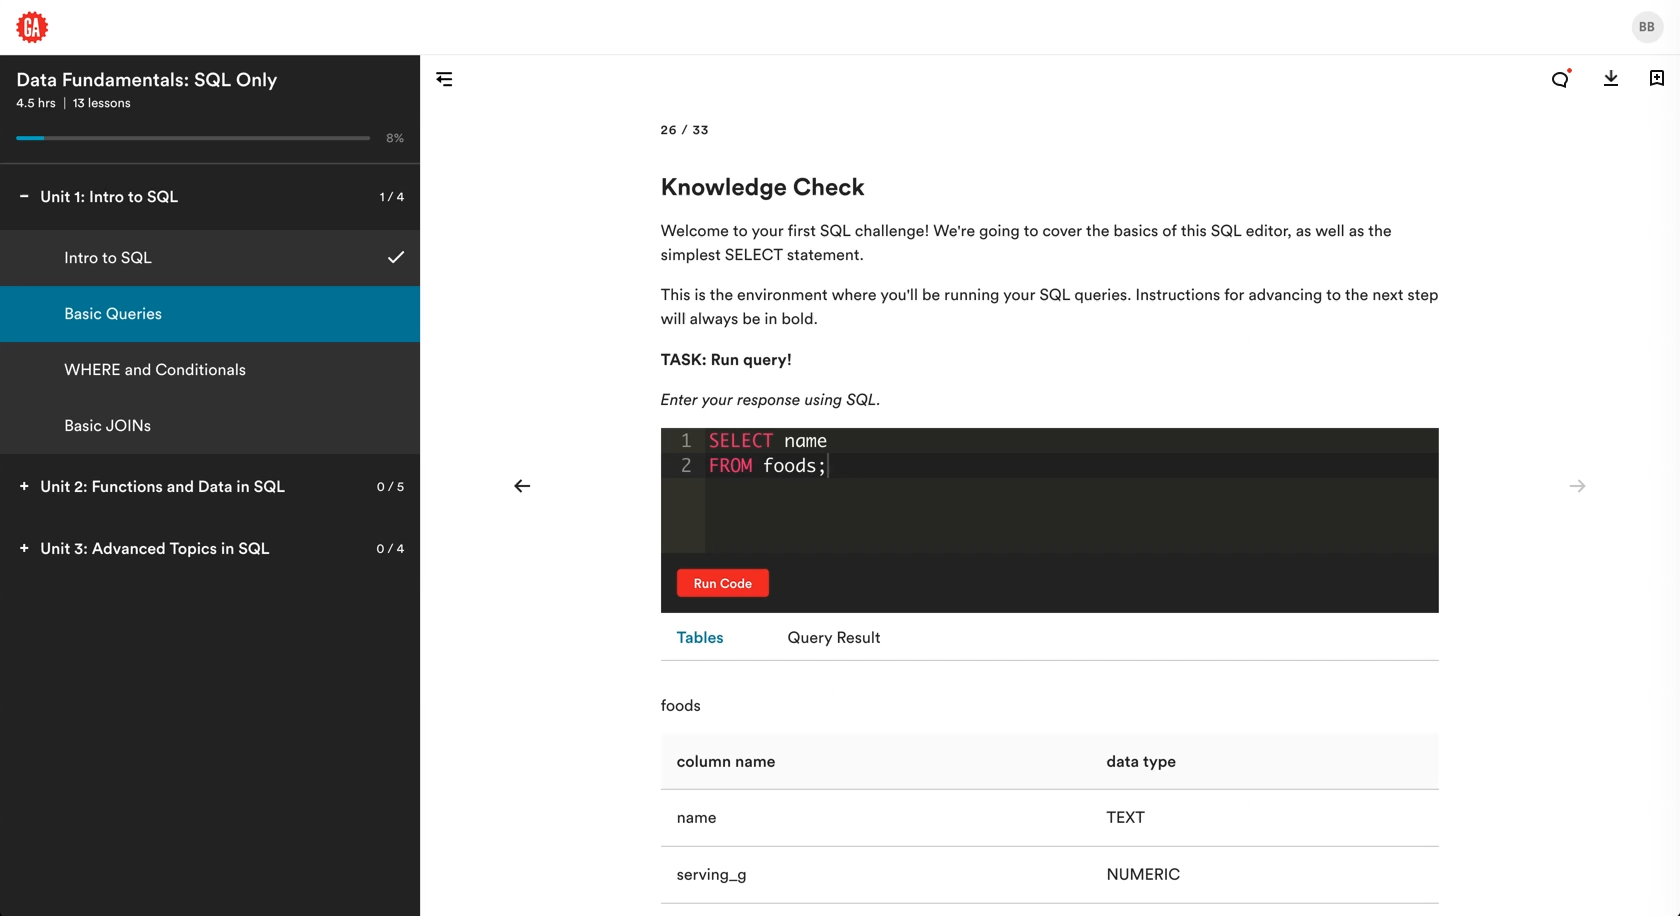 GA
BB
Data Fundamentals: SQL Only
4.5 hrs | 13 lessons
8%
− Unit 1: Intro to SQL 1 / 4
Intro to SQL
Basic Queries
WHERE and Conditionals
Basic JOINs
+ Unit 2: Functions and Data in SQL 0 / 5
+ Unit 3: Advanced Topics in SQL 0 / 4
26 / 33
Knowledge Check
Welcome to your first SQL challenge! We're going to cover the basics of this SQL editor, as well as the
simplest SELECT statement.
This is the environment where you'll be running your SQL queries. Instructions for advancing to the next step
will always be in bold.
TASK: Run query!
Enter your response using SQL.
1 SELECT name
2 FROM foods;
Run Code
Tables Query Result
foods
column name data type
name TEXT
serving_g NUMERIC